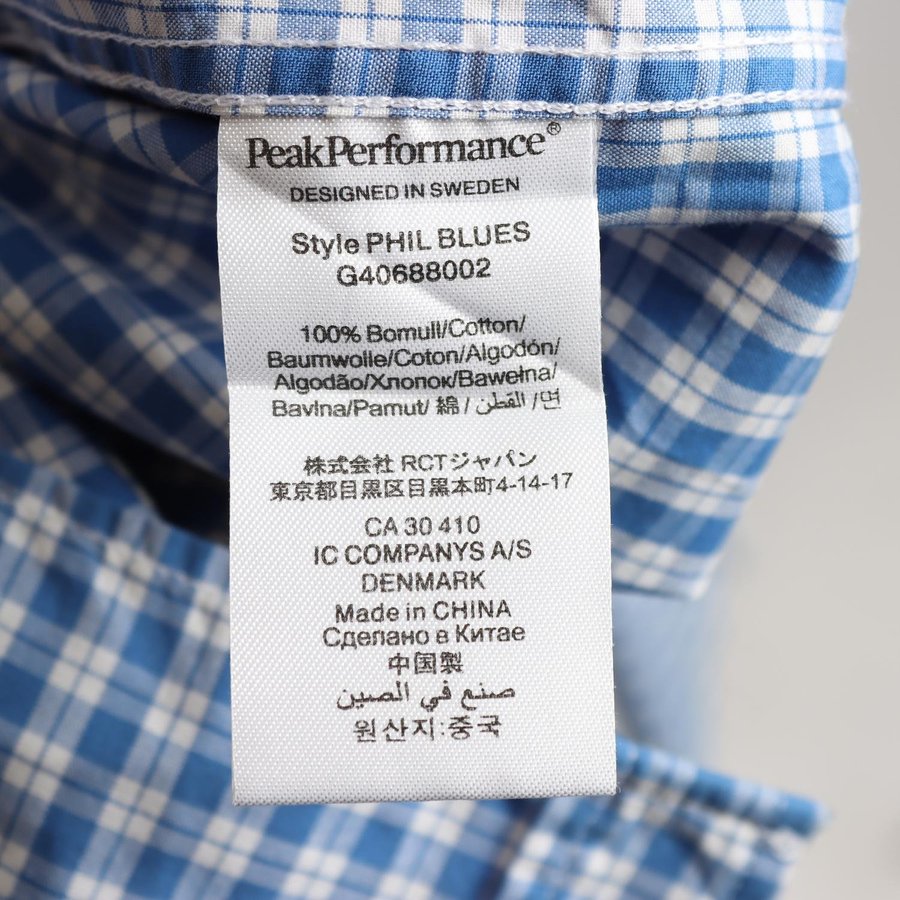 PeakPerformance®
DESIGNED IN SWEDEN
Style PHIL BLUES
G40688002
100% Bomull/Cotton/
Baumwolle/Coton/Algodón/
Algodão/Хлопок/Bawełna/
Bavlna/Pamut/ 綿 / القطن /면
株式会社 RCTジャパン
東京都目黒区目黒本町4-14-17
CA 30 410
IC COMPANYS A/S
DENMARK
Made in CHINA
Сделано в Китае
中国製
صنع في الصين
원산지:중국